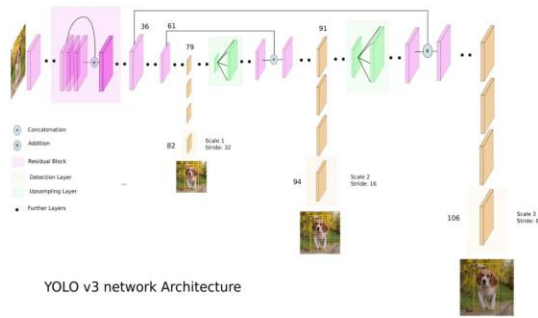 36
61
79
91
Concatenation
Addition
Residual Block
Detection Layer
Upsampling Layer
Further Layers
82
Scale 1
Stride: 32
...
94
Scale 2
Stride: 16
106
Scale 3
Stride: 8
YOLO v3 network Architecture